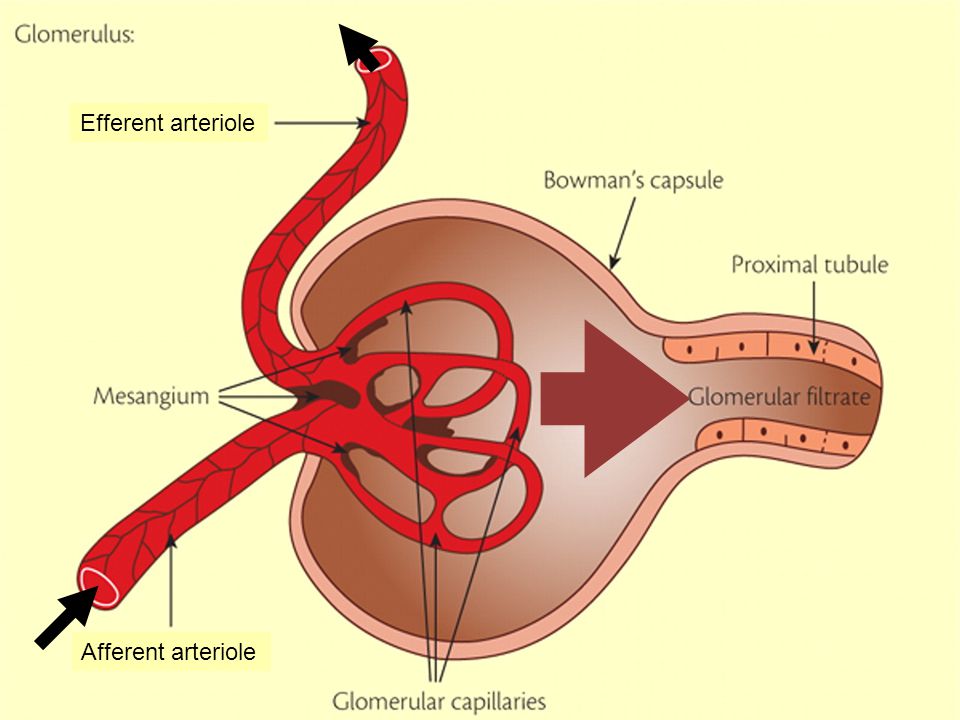 Glomerulus:
Efferent arteriole
Bowman's capsule
Proximal tubule
Mesangium
Glomerular filtrate
Afferent arteriole
Glomerular capillaries